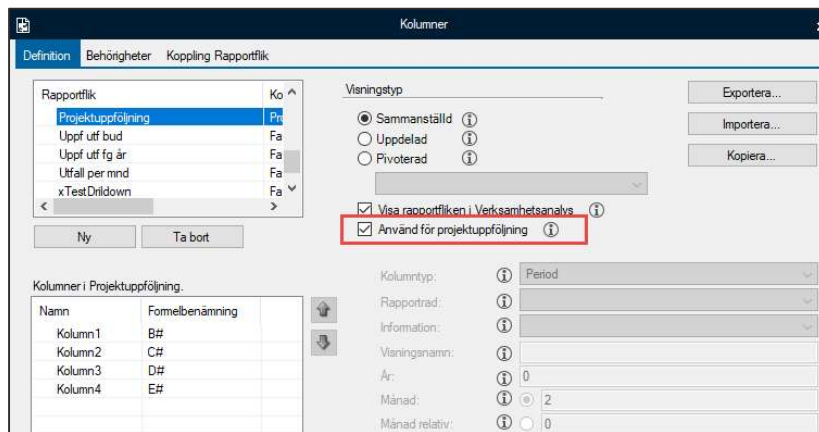 Kolumner
Definition Behörigheter Koppling Rapportflik
Rapportflik Ko
Projektuppföljning Pro
Uppf utf bud Fa
Uppf utf fg år Fa
Utfall per mnd Fa
xTestDrildown Fa
Ny Ta bort
Visningstyp
Sammanställd
Uppdelad
Pivoterad
Visa rapportfliken i Verksamhetsanalys
Använd för projektuppföljning
Exportera...
Importera...
Kopiera...
Kolumner i Projektuppföljning.
Namn Formelbenämning
Kolumn1 B#
Kolumn2 C#
Kolumn3 D#
Kolumn4 E#
Kolumntyp: Period
Rapportrad:
Information:
Visningsnamn:
År: 0
Månad: 2
Månad relativ: 0